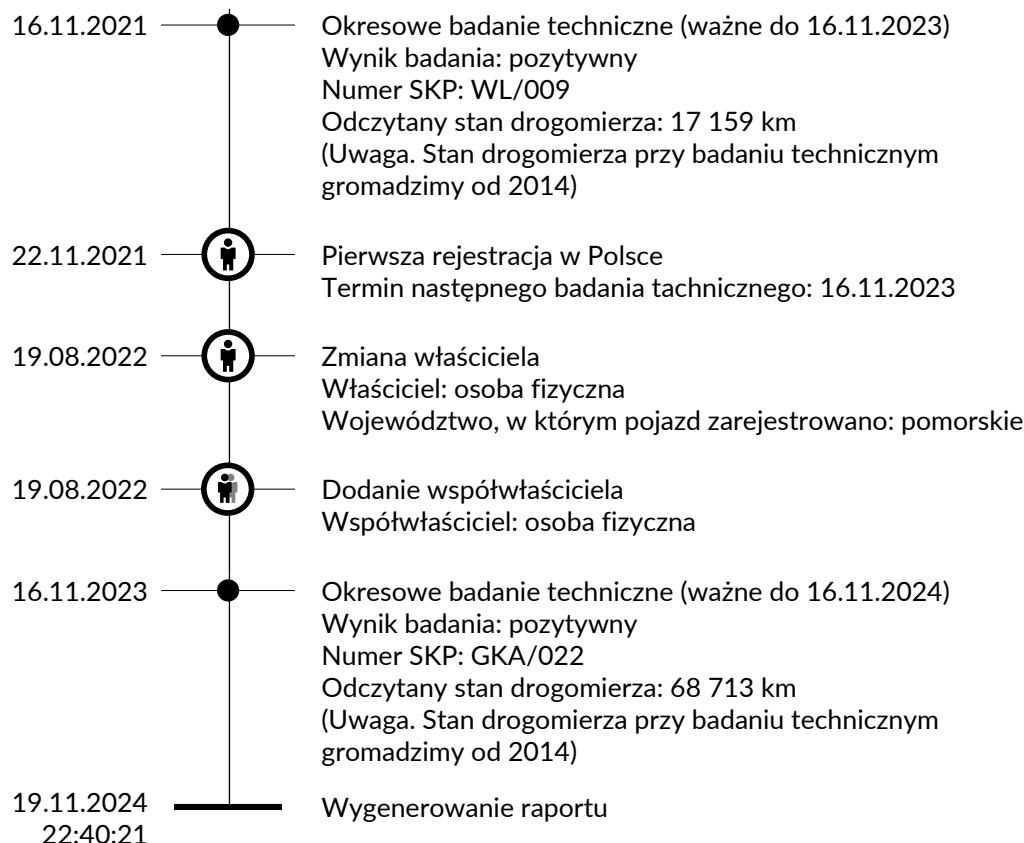 16.11.2021
Okresowe badanie techniczne (ważne do 16.11.2023)
Wynik badania: pozytywny
Numer SKP: WL/009
Odczytany stan drogomierza: 17 159 km
(Uwaga. Stan drogomierza przy badaniu technicznym
gromadzimy od 2014)
22.11.2021
Pierwsza rejestracja w Polsce
Termin następnego badania tachnicznego: 16.11.2023
19.08.2022
Zmiana właściciela
Właściciel: osoba fizyczna
Województwo, w którym pojazd zarejestrowano: pomorskie
19.08.2022
Dodanie współwłaściciela
Współwłaściciel: osoba fizyczna
16.11.2023
Okresowe badanie techniczne (ważne do 16.11.2024)
Wynik badania: pozytywny
Numer SKP: GKA/022
Odczytany stan drogomierza: 68 713 km
(Uwaga. Stan drogomierza przy badaniu technicznym
gromadzimy od 2014)
19.11.2024
22:40:21
Wygenerowanie raportu